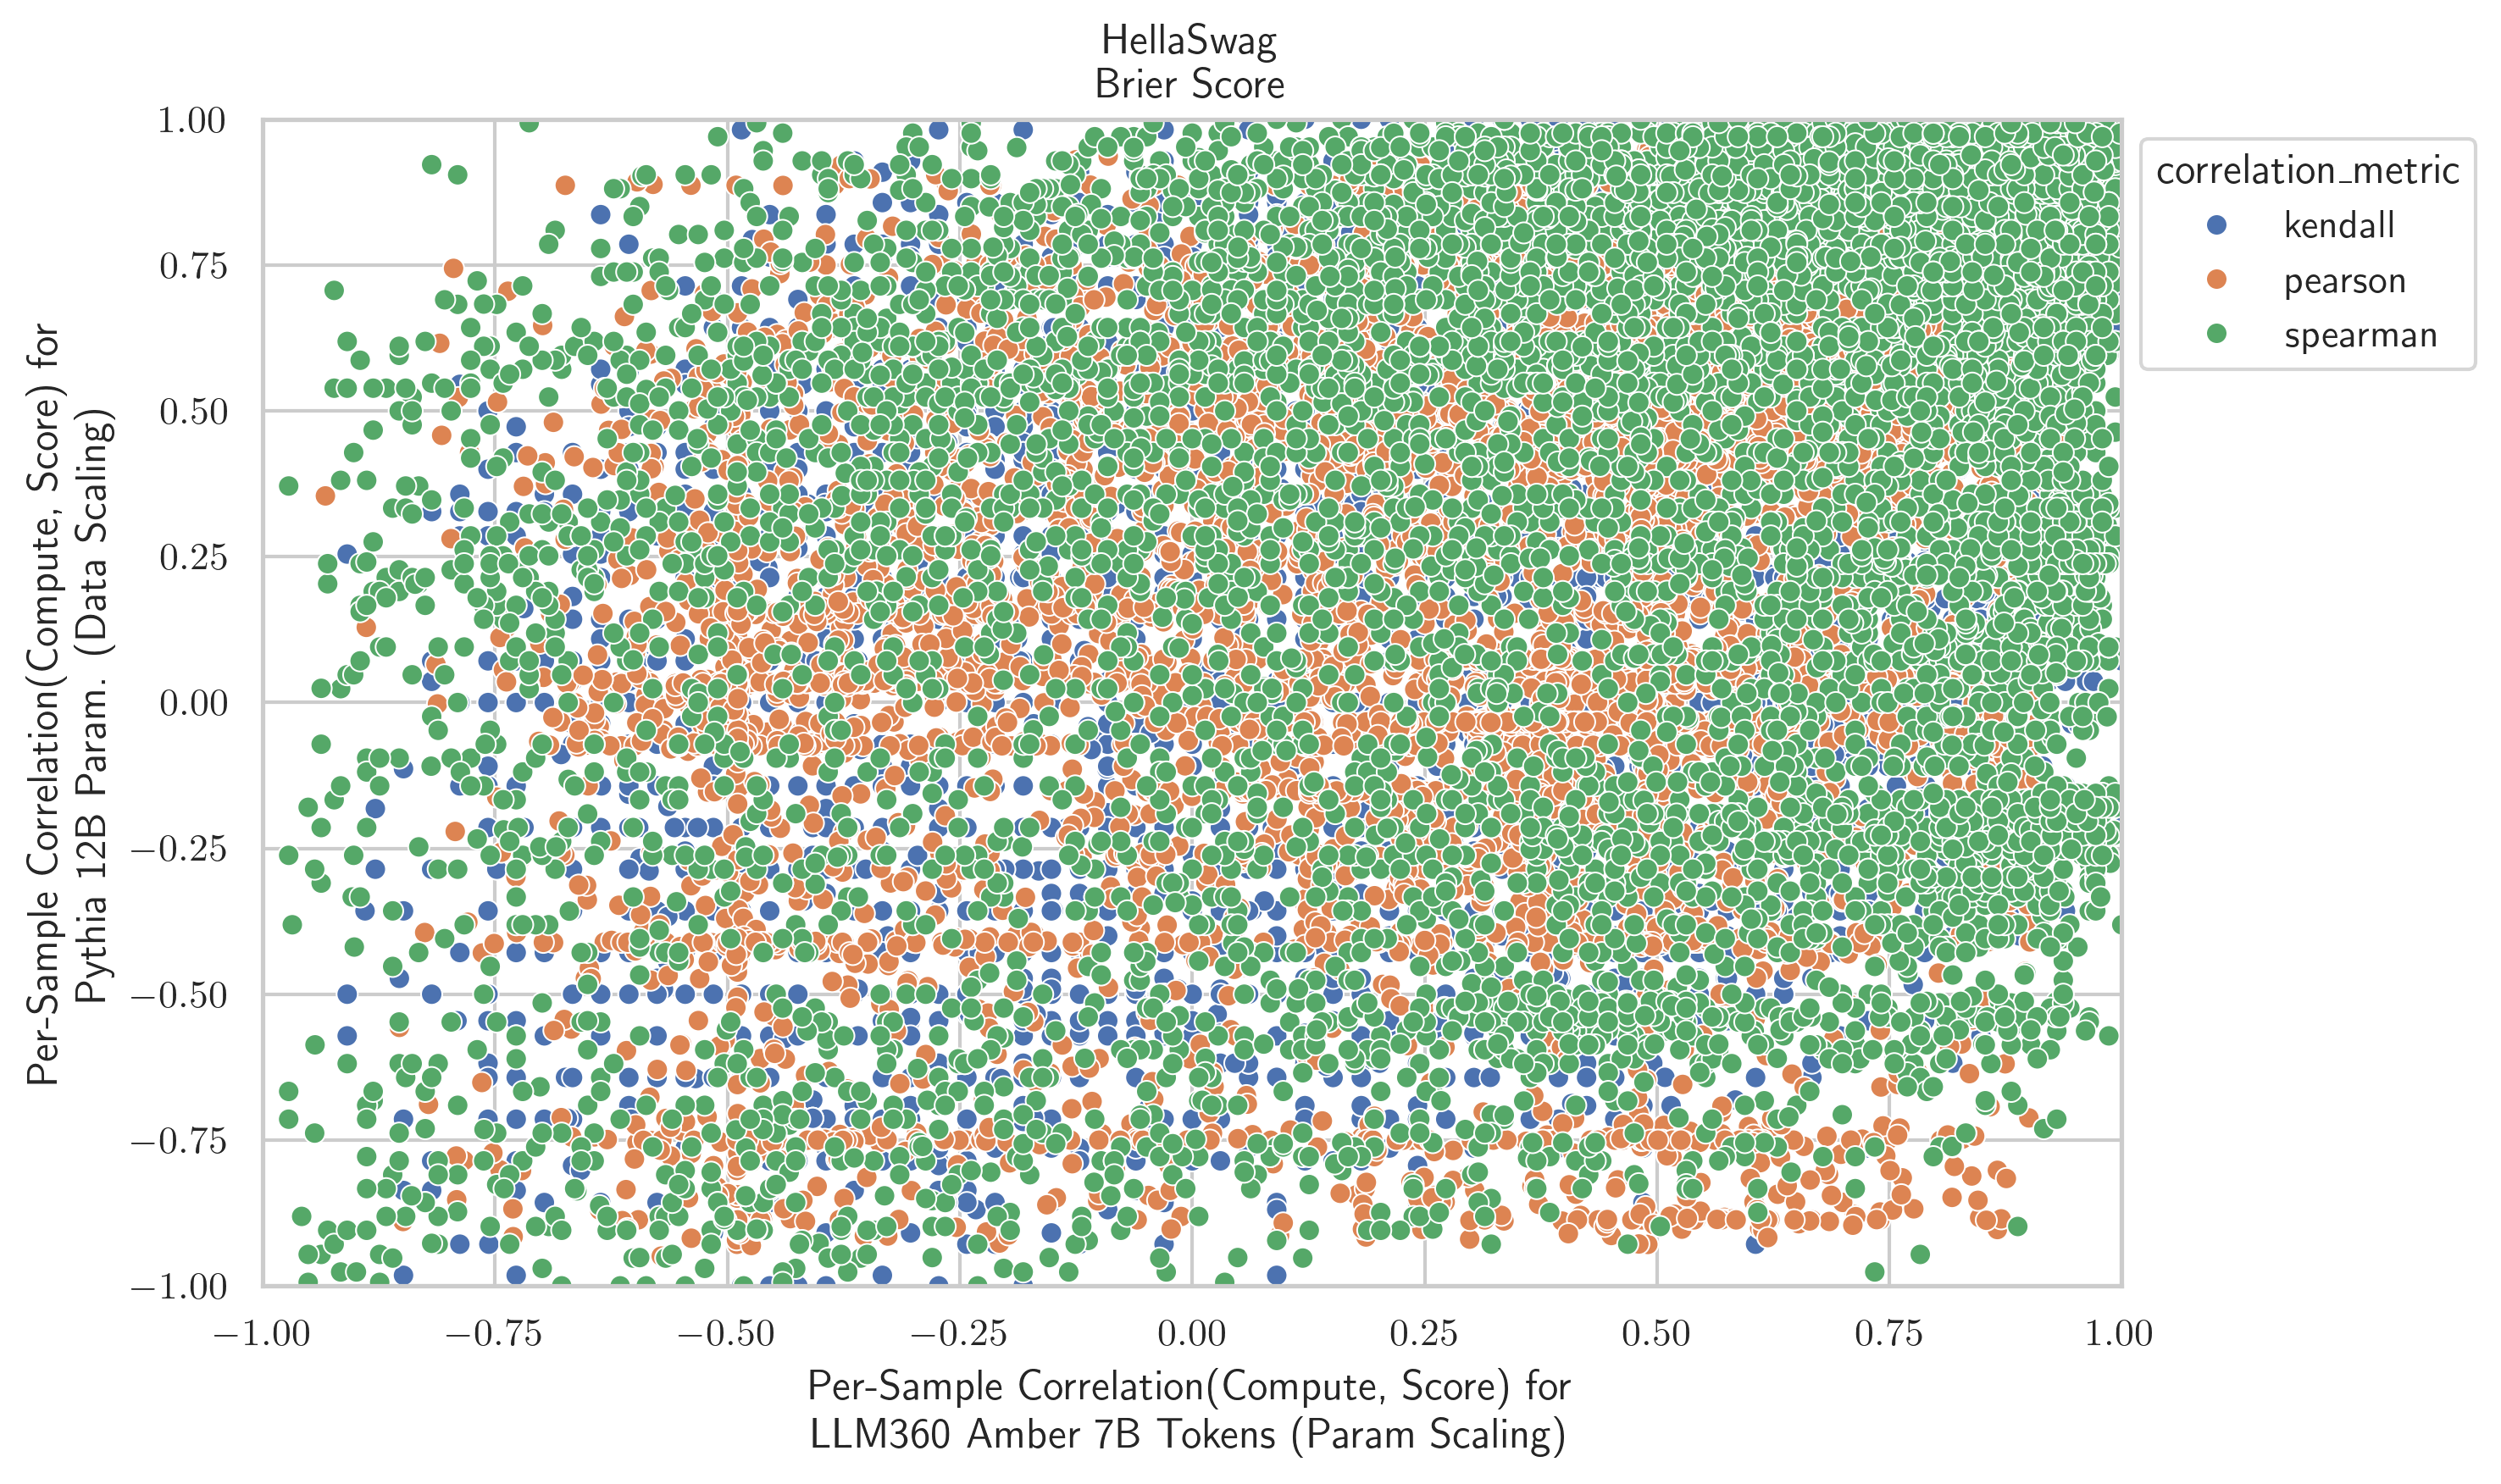 HellaSwag
Brier Score
Per-Sample Correlation(Compute, Score) for
Pythia 12B Param. (Data Scaling)
1.00
0.75
0.50
0.25
0.00
−0.25
−0.50
−0.75
−1.00
−1.00 −0.75 −0.50 −0.25 0.00 0.25 0.50 0.75 1.00
Per-Sample Correlation(Compute, Score) for
LLM360 Amber 7B Tokens (Param Scaling)
correlation_metric
kendall
pearson
spearman